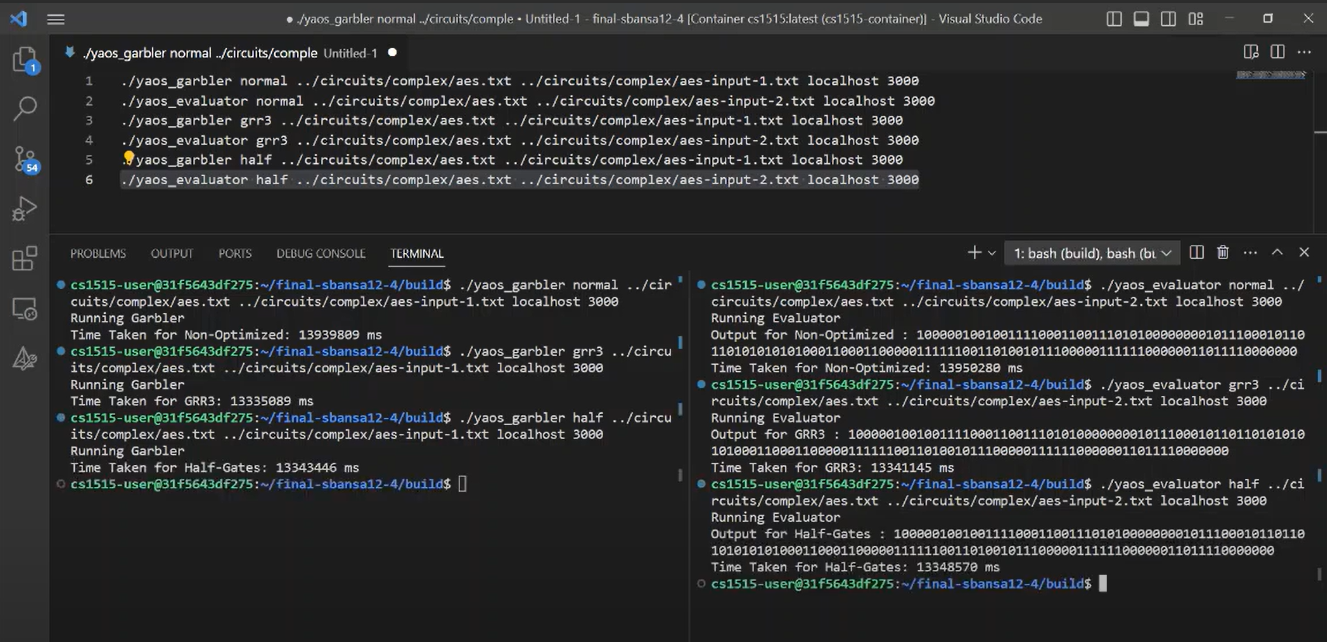 ● ./yaos_garbler normal ../circuits/comple • Untitled-1 - final-sbansa12-4 [Container cs1515:latest (cs1515-container)] - Visual Studio Code
./yaos_garbler normal ../circuits/comple Untitled-1 ●
1
54
1 ./yaos_garbler normal ../circuits/complex/aes.txt ../circuits/complex/aes-input-1.txt localhost 3000
2 ./yaos_evaluator normal ../circuits/complex/aes.txt ../circuits/complex/aes-input-2.txt localhost 3000
3 ./yaos_garbler grr3 ../circuits/complex/aes.txt ../circuits/complex/aes-input-1.txt localhost 3000
4 ./yaos_evaluator grr3 ../circuits/complex/aes.txt ../circuits/complex/aes-input-2.txt localhost 3000
5 ./yaos_garbler half ../circuits/complex/aes.txt ../circuits/complex/aes-input-1.txt localhost 3000
6 ./yaos_evaluator half ../circuits/complex/aes.txt ../circuits/complex/aes-input-2.txt localhost 3000
PROBLEMS OUTPUT PORTS DEBUG CONSOLE TERMINAL
1: bash (build), bash (bu
cs1515-user@31f5643df275:~/final-sbansa12-4/build$ ./yaos_garbler normal ../cir
cuits/complex/aes.txt ../circuits/complex/aes-input-1.txt localhost 3000
Running Garbler
Time Taken for Non-Optimized: 13939809 ms
cs1515-user@31f5643df275:~/final-sbansa12-4/build$ ./yaos_garbler grr3 ../circu
its/complex/aes.txt ../circuits/complex/aes-input-1.txt localhost 3000
Running Garbler
Time Taken for GRR3: 13335089 ms
cs1515-user@31f5643df275:~/final-sbansa12-4/build$ ./yaos_garbler half ../circu
its/complex/aes.txt ../circuits/complex/aes-input-1.txt localhost 3000
Running Garbler
Time Taken for Half-Gates: 13343446 ms
cs1515-user@31f5643df275:~/final-sbansa12-4/build$
cs1515-user@31f5643df275:~/final-sbansa12-4/build$ ./yaos_evaluator normal ../
circuits/complex/aes.txt ../circuits/complex/aes-input-2.txt localhost 3000
Running Evaluator
Output for Non-Optimized :
Time Taken for Non-Optimized: 13950280 ms
cs1515-user@31f5643df275:~/final-sbansa12-4/build$ ./yaos_evaluator grr3 ../ci
rcuits/complex/aes.txt ../circuits/complex/aes-input-2.txt localhost 3000
Running Evaluator
Output for GRR3 :
Time Taken for GRR3: 13341145 ms
cs1515-user@31f5643df275:~/final-sbansa12-4/build$ ./yaos_evaluator half ../ci
rcuits/complex/aes.txt ../circuits/complex/aes-input-2.txt localhost 3000
Running Evaluator
Output for Half-Gates :
Time Taken for Half-Gates: 13348570 ms
cs1515-user@31f5643df275:~/final-sbansa12-4/build$